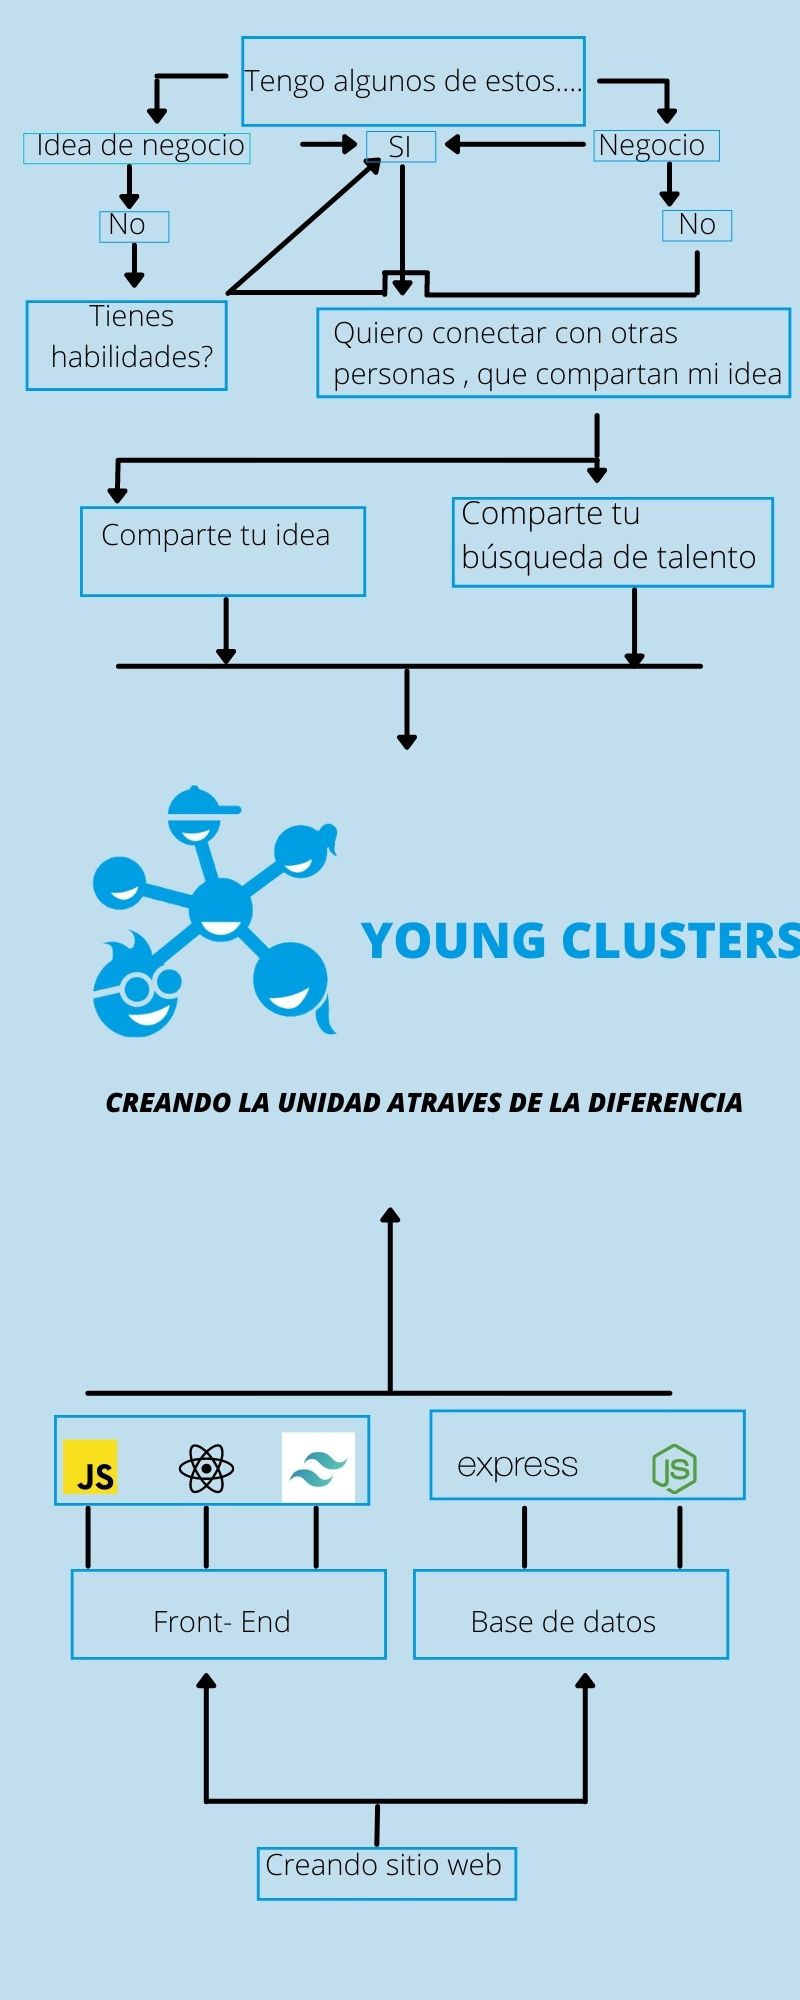 Tengo algunos de estos....
Idea de negocio
SI
Negocio
No
No
Tienes
habilidades?
Quiero conectar con otras
personas , que compartan mi idea
Comparte tu idea
Comparte tu
búsqueda de talento
YOUNG CLUSTERS
CREANDO LA UNIDAD ATRAVES DE LA DIFERENCIA
JS
express
JS
Front- End
Base de datos
Creando sitio web